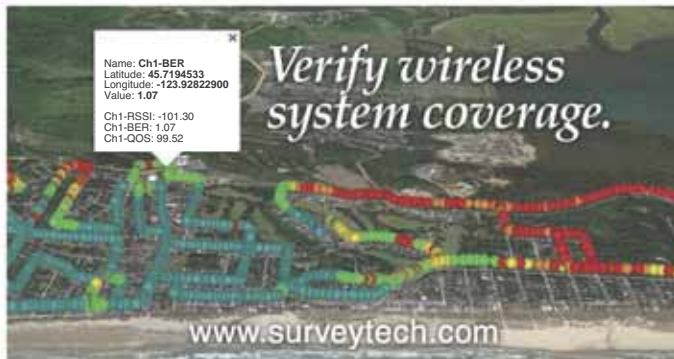 Name: Ch1-BER
Latitude: 45.7194533
Longitude: -123.92822900
Value: 1.07
Ch1-RSSI: -101.30
Ch1-BER: 1.07
Ch1-QOS: 99.52
Verify wireless
system coverage.
www.surveytech.com